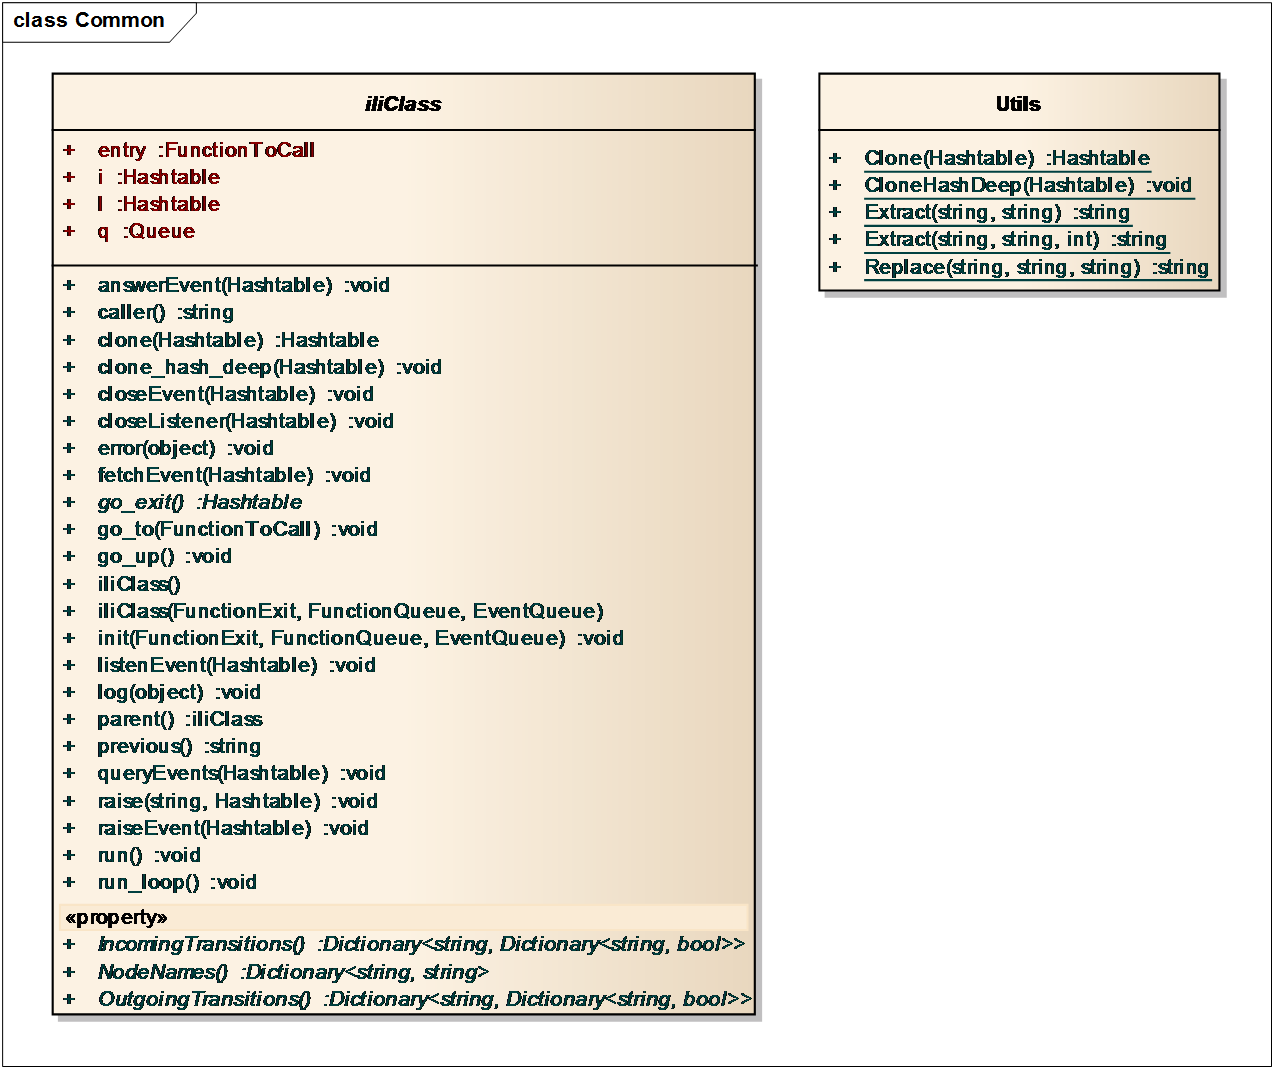 class Common
iliClass
+ entry :FunctionToCall
+ i :Hashtable
+ l :Hashtable
+ q :Queue
+ answerEvent(Hashtable) :void
+ caller() :string
+ clone(Hashtable) :Hashtable
+ clone_hash_deep(Hashtable) :void
+ closeEvent(Hashtable) :void
+ closeListener(Hashtable) :void
+ error(object) :void
+ fetchEvent(Hashtable) :void
+ go_exit() :Hashtable
+ go_to(FunctionToCall) :void
+ go_up() :void
+ iliClass()
+ iliClass(FunctionExit, FunctionQueue, EventQueue)
+ init(FunctionExit, FunctionQueue, EventQueue) :void
+ listenEvent(Hashtable) :void
+ log(object) :void
+ parent() :iliClass
+ previous() :string
+ queryEvents(Hashtable) :void
+ raise(string, Hashtable) :void
+ raiseEvent(Hashtable) :void
+ run() :void
+ run_loop() :void
«property»
+ IncomingTransitions() :Dictionary<string, Dictionary<string, bool>>
+ NodeNames() :Dictionary<string, string>
+ OutgoingTransitions() :Dictionary<string, Dictionary<string, bool>>
Utils
+ Clone(Hashtable) :Hashtable
+ CloneHashDeep(Hashtable) :void
+ Extract(string, string) :string
+ Extract(string, string, int) :string
+ Replace(string, string, string) :string